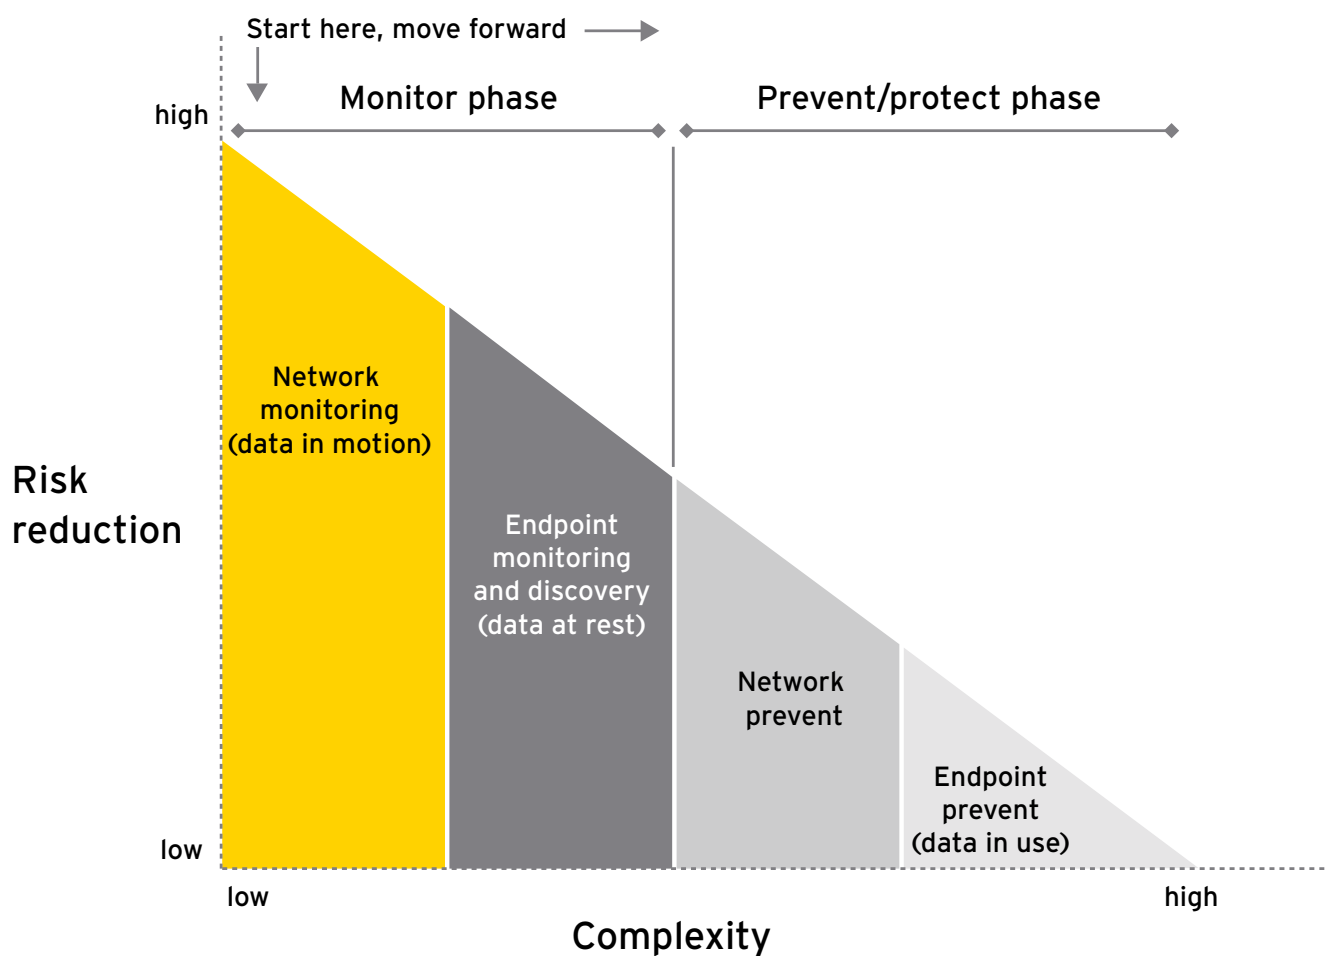 Start here, move forward
Monitor phase
Prevent/protect phase
high
Network
monitoring
(data in motion)
Risk
reduction
Endpoint
monitoring
and discovery
(data at rest)
Network
prevent
Endpoint
prevent
(data in use)
low
low
high
Complexity